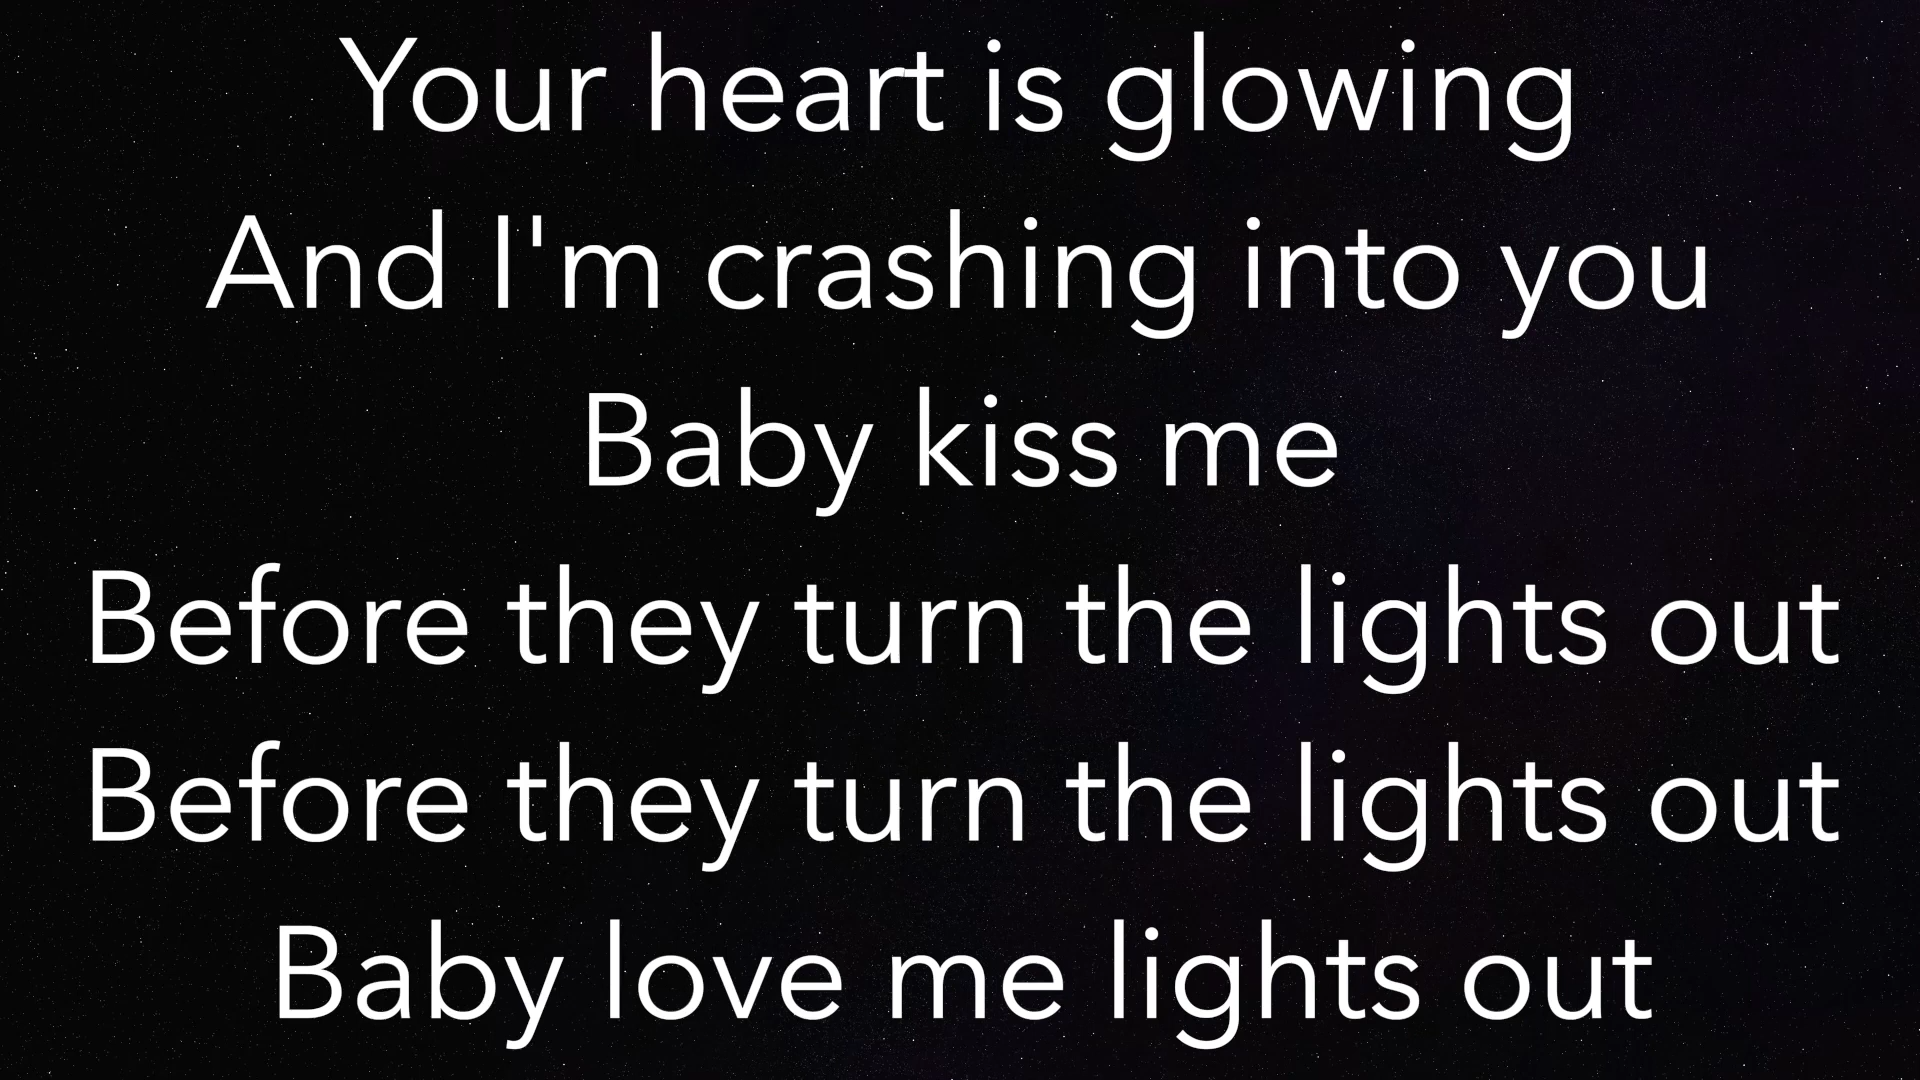 Your heart is glowing
And I'm crashing into you
Baby kiss me
Before they turn the lights out
Before they turn the lights out
Baby love me lights out